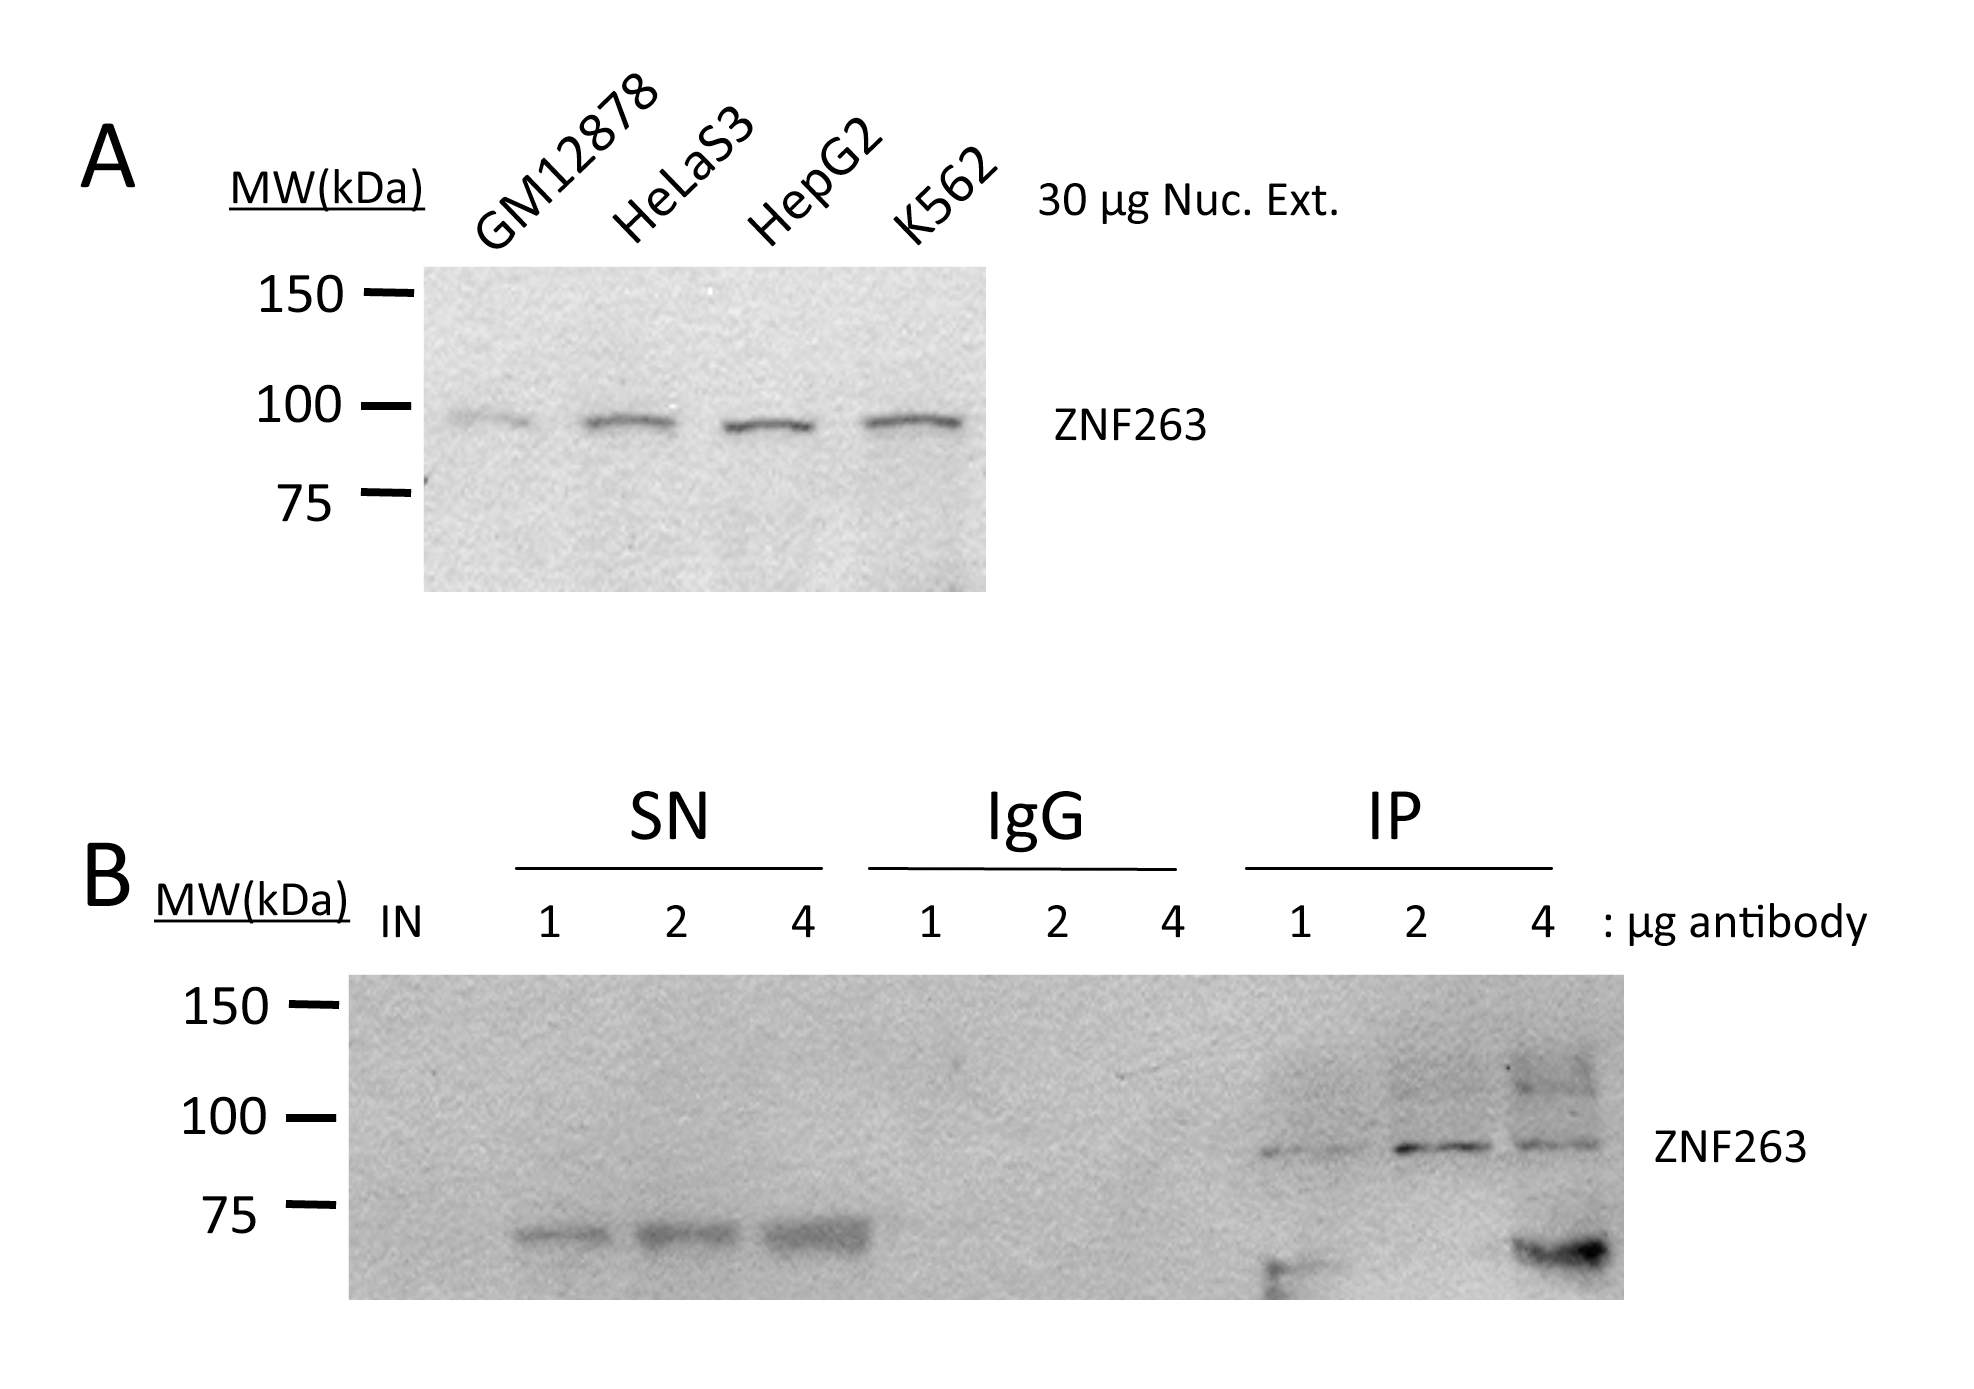 A
MW(kDa) GM12878 HeLaS3 HepG2 K562 30 µg Nuc. Ext.
150
100
ZNF263
75
SN IgG IP
B
MW(kDa) IN 1 2 4 1 2 4 1 2 4 : µg antibody
150
100
ZNF263
75